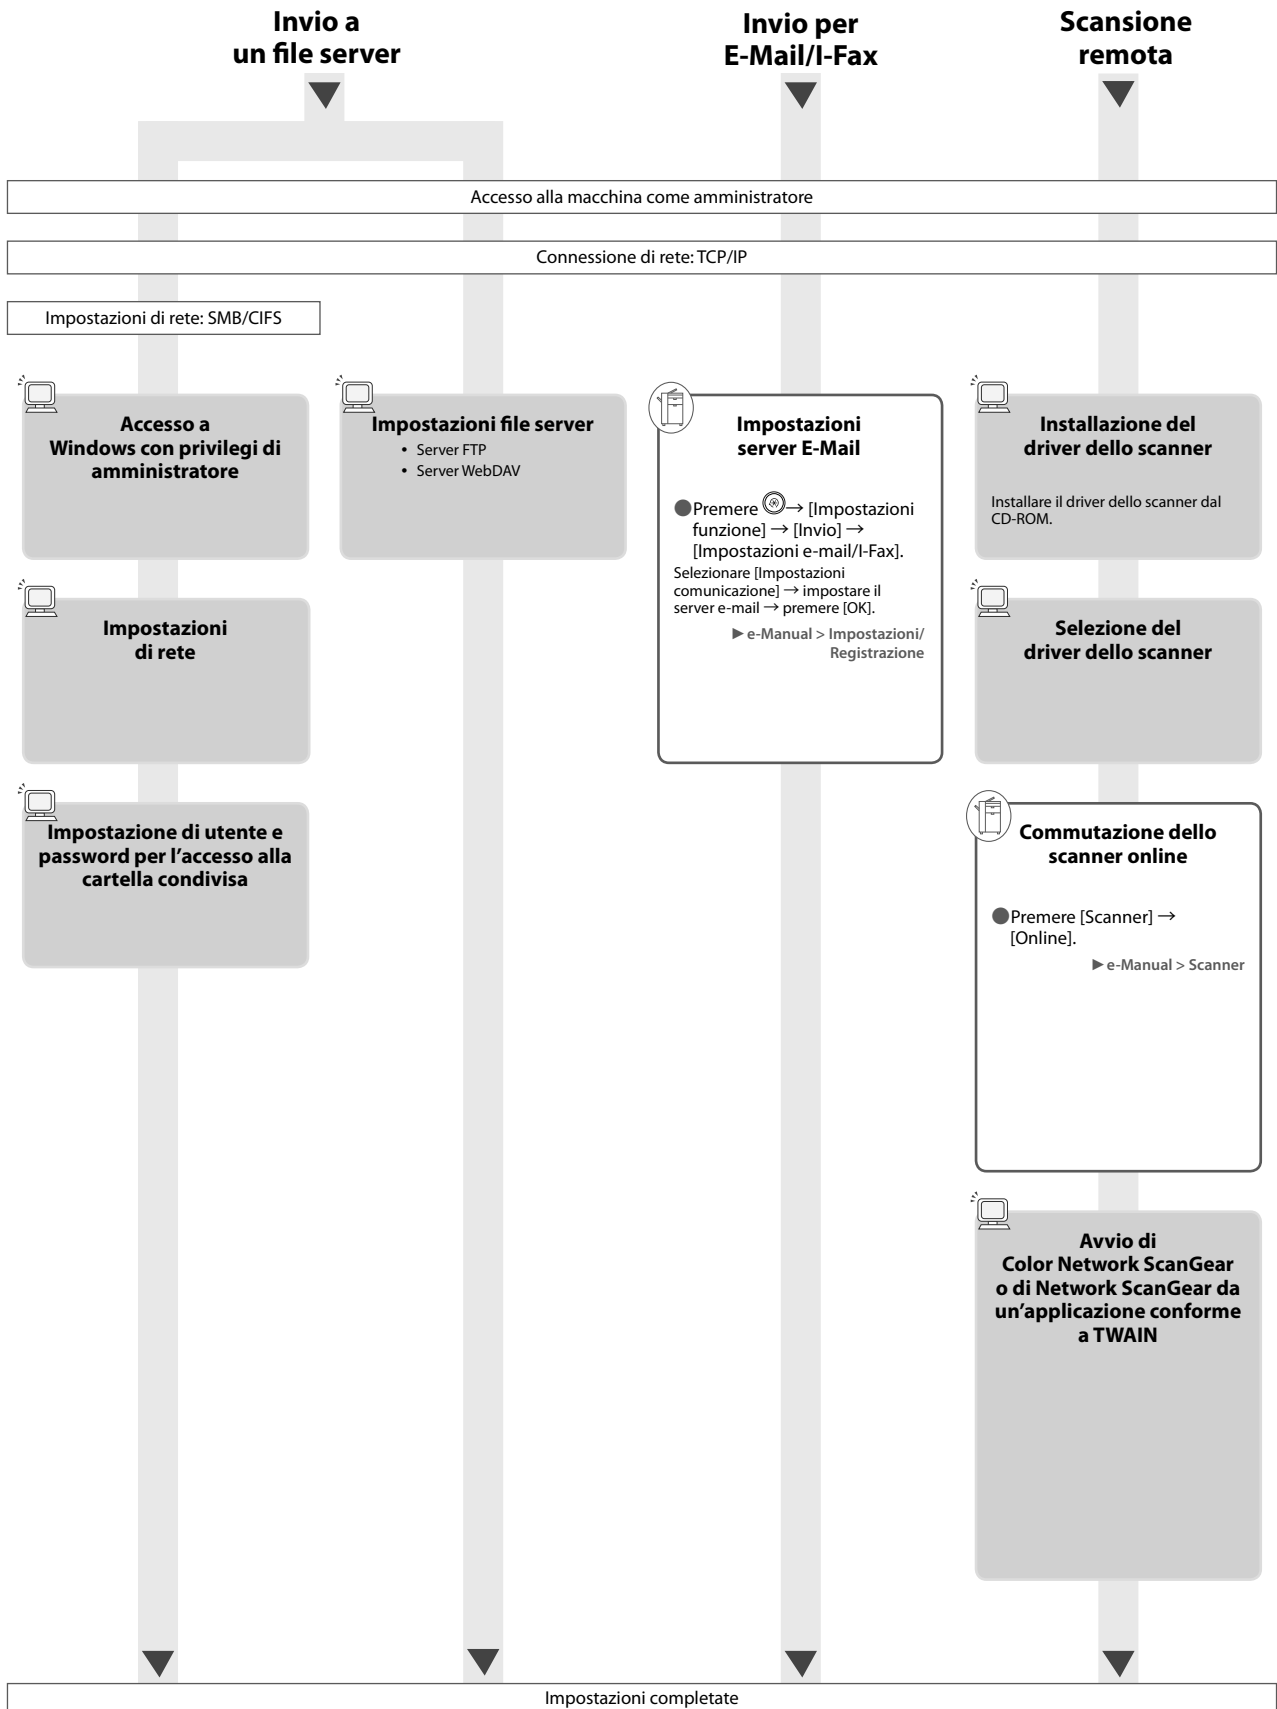 Invio a
un file server
Invio per
E-Mail/I-Fax
Scansione
remota
Accesso alla macchina come amministratore
Connessione di rete: TCP/IP
Impostazioni di rete: SMB/CIFS
Accesso a
Windows con privilegi di
amministratore
Impostazioni
di rete
Impostazione di utente e
password per l'accesso alla
cartella condivisa
Impostazioni file server
• Server FTP
• Server WebDAV
Impostazioni
server E-Mail
●Premere → [Impostazioni
funzione] → [Invio] →
[Impostazioni e-mail/I-Fax].
Selezionare [Impostazioni
comunicazione] → impostare il
server e-mail → premere [OK].
►e-Manual > Impostazioni/
Registrazione
Installazione del
driver dello scanner
Installare il driver dello scanner dal
CD-ROM.
Selezione del
driver dello scanner
Commutazione dello
scanner online
●Premere [Scanner] →
[Online].
►e-Manual > Scanner
Avvio di
Color Network ScanGear
o di Network ScanGear da
un'applicazione conforme
a TWAIN
Impostazioni completate